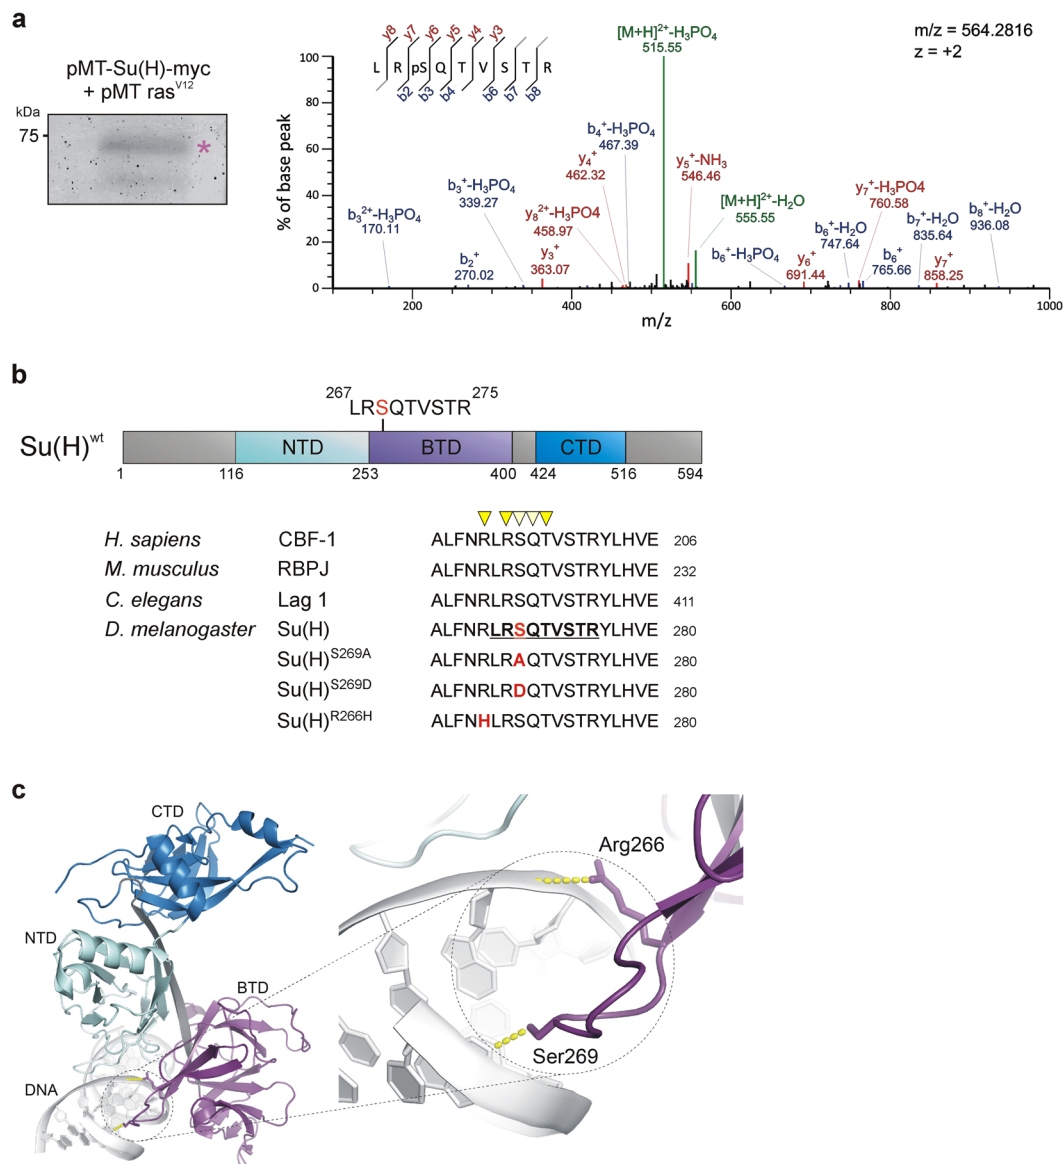 a
pMT-Su(H)-myc
+ pMT ras^V12
kDa
75
*
y8 y7 y6 y5 y4 y3
L R pS Q T V S T R
b2 b3 b4 b6 b7 b8
m/z = 564.2816
z = +2
% of base peak
100
80
60
40
20
0
[M+H]²⁺-H₃PO₄
515.55
b₄⁺-H₃PO₄
467.39
y₄⁺
462.32
y₅⁺-NH₃
546.46
b₃⁺-H₃PO₄
339.27
b₃²⁺-H₃PO₄
170.11
y₈²⁺-H₃PO4
458.97
[M+H]²⁺-H₂O
555.55
y₇⁺-H₃PO4
760.58
b₈⁺-H₂O
936.08
b₇⁺-H₂O
835.64
b₆⁺-H₂O
747.64
b₂⁺
270.02
y₃⁺
363.07
b₆⁺-H₃PO₄
y₆⁺
691.44
b₆⁺
765.66
y₇⁺
858.25
200 400 600 800 1000
m/z
b
267 LRSQTVSTR 275
Su(H)^wt
NTD BTD CTD
1 116 253 400 424 516 594
H. sapiens CBF-1 ALFNRLRSQTVSTRYLHVE 206
M. musculus RBPJ ALFNRLRSQTVSTRYLHVE 232
C. elegans Lag 1 ALFNRLRSQTVSTRYLHVE 411
D. melanogaster Su(H) ALFNRLRSQTVSTRYLHVE 280
Su(H)^S269A ALFNRLRAQTVSTRYLHVE 280
Su(H)^S269D ALFNRLRDQTVSTRYLHVE 280
Su(H)^R266H ALFNHLRSQTVSTRYLHVE 280
c
CTD
NTD
BTD
DNA
Arg266
Ser269